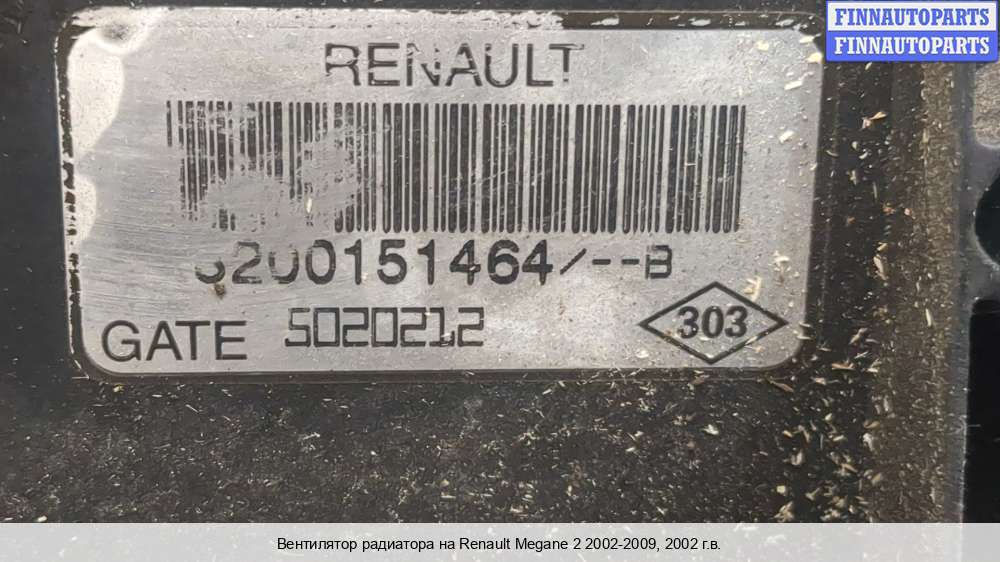 FINNAUTOPARTS
FINNAUTOPARTS
RENAULT
8200151464/--B
GATE 5020212
303
Вентилятор радиатора на Renault Megane 2 2002-2009, 2002 г.в.